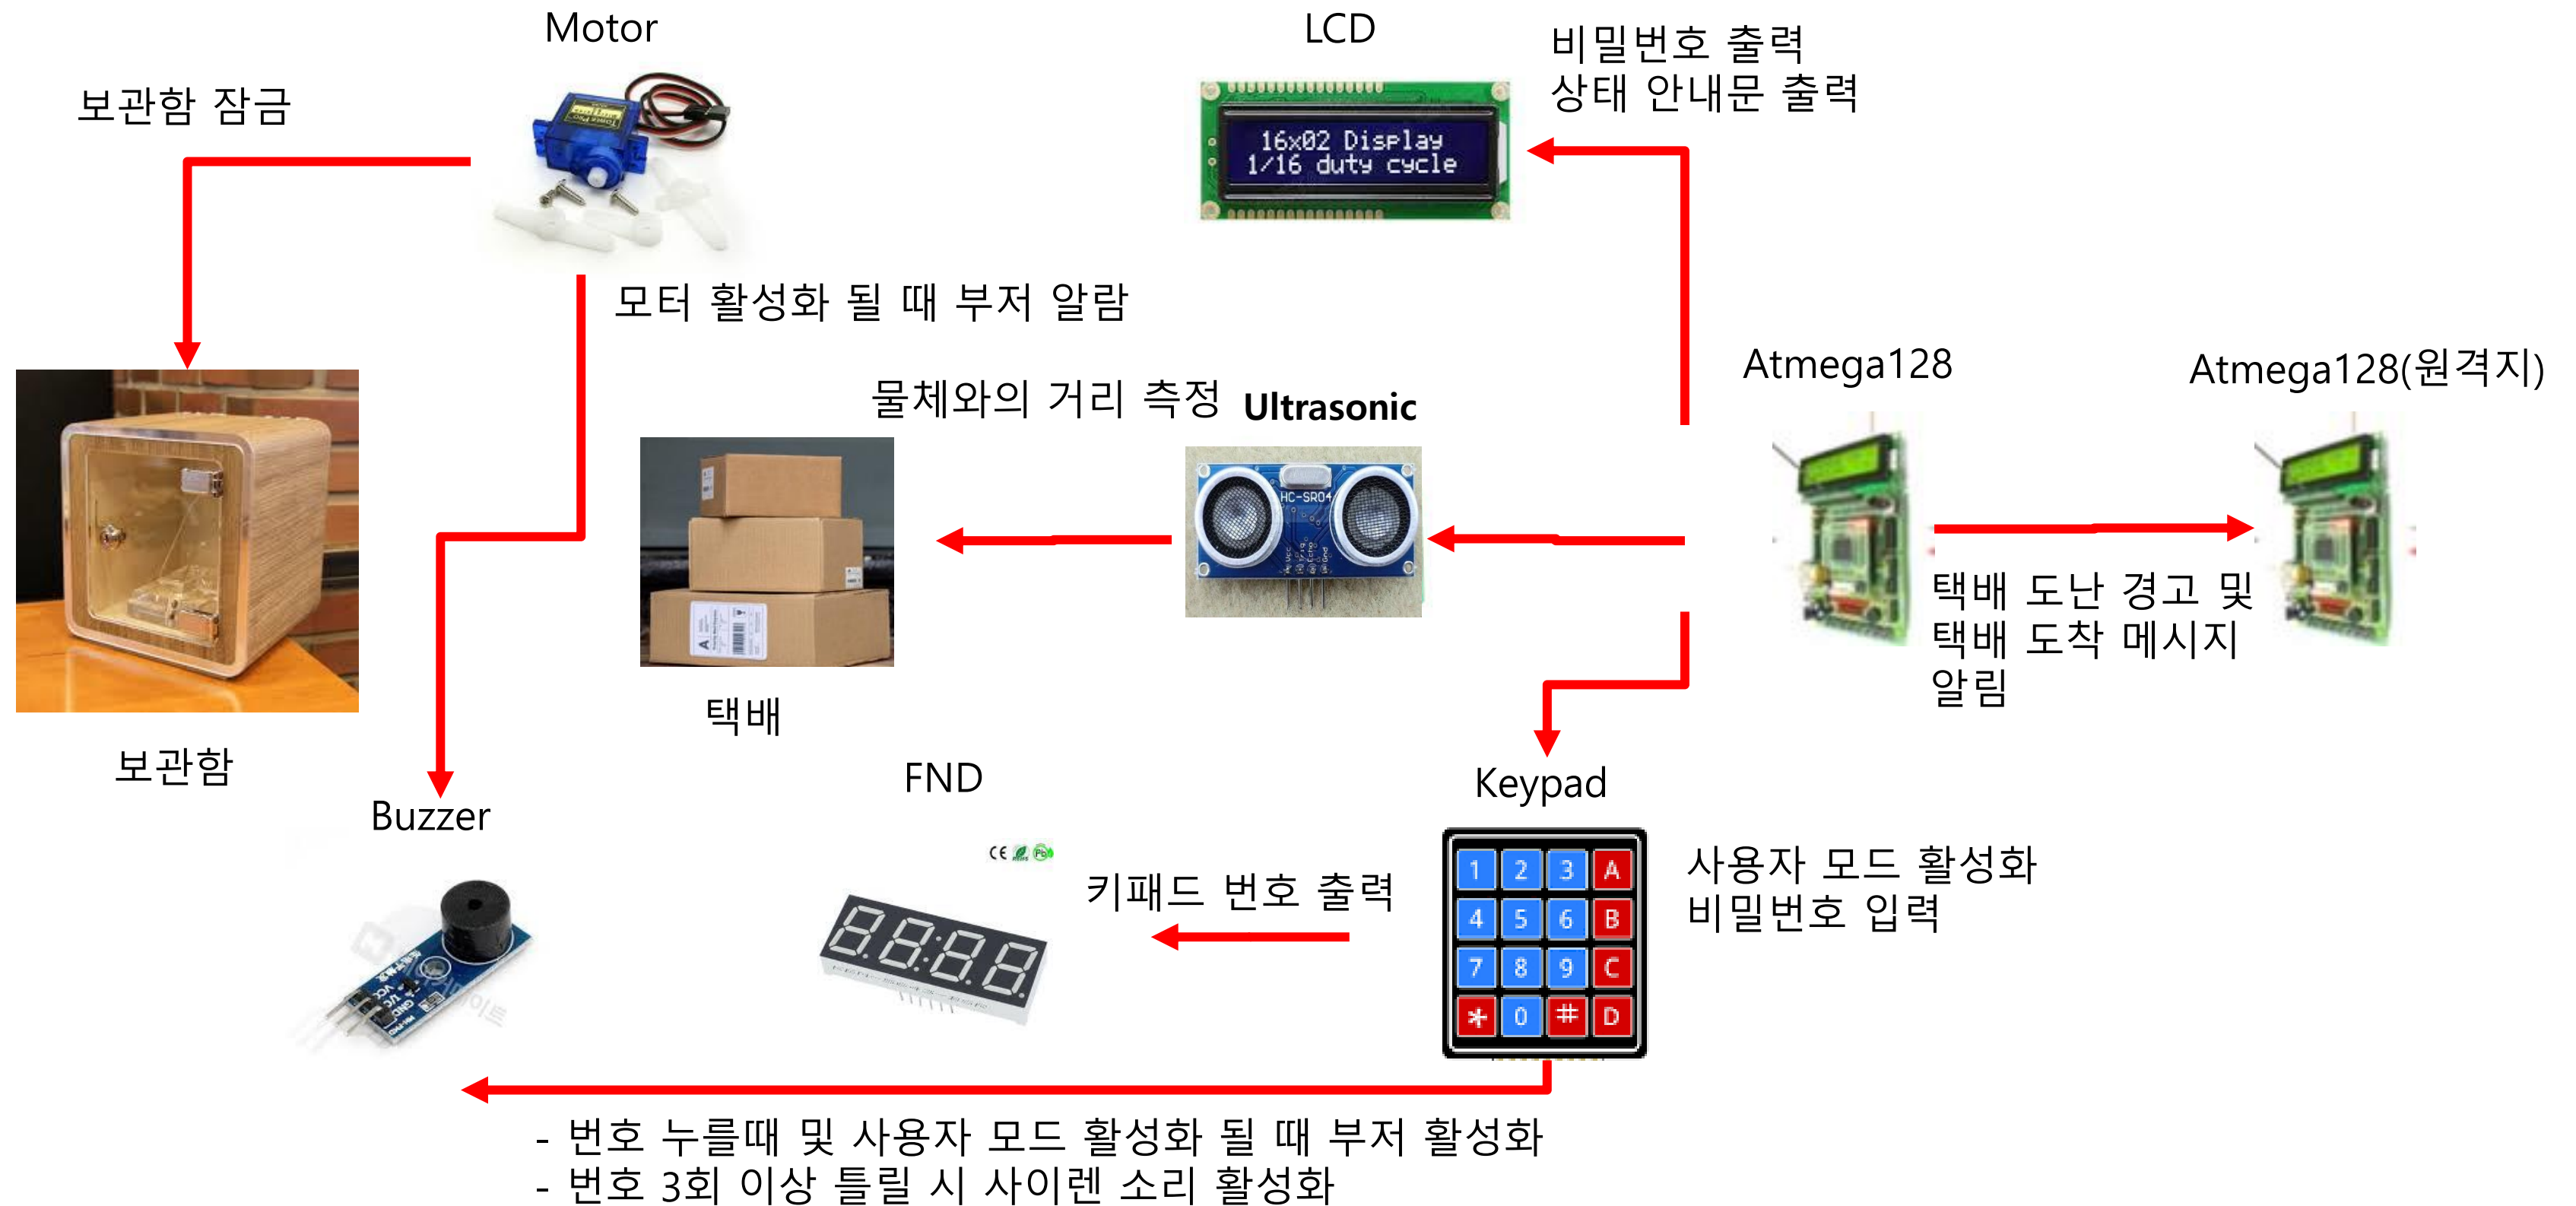 Motor
LCD
비밀번호 출력
상태 안내문 출력
보관함 잠금
16x02 Display
1/16 duty cycle
모터 활성화 될 때 부저 알람
Atmega128
Atmega128(원격지)
물체와의 거리 측정
Ultrasonic
HC-SR04
택배 도난 경고 및
택배 도착 메시지
알림
택배
보관함
FND
Keypad
Buzzer
키패드 번호 출력
1 2 3 A
4 5 6 B
7 8 9 C
* 0 # D
사용자 모드 활성화
비밀번호 입력
- 번호 누를때 및 사용자 모드 활성화 될 때 부저 활성화
- 번호 3회 이상 틀릴 시 사이렌 소리 활성화